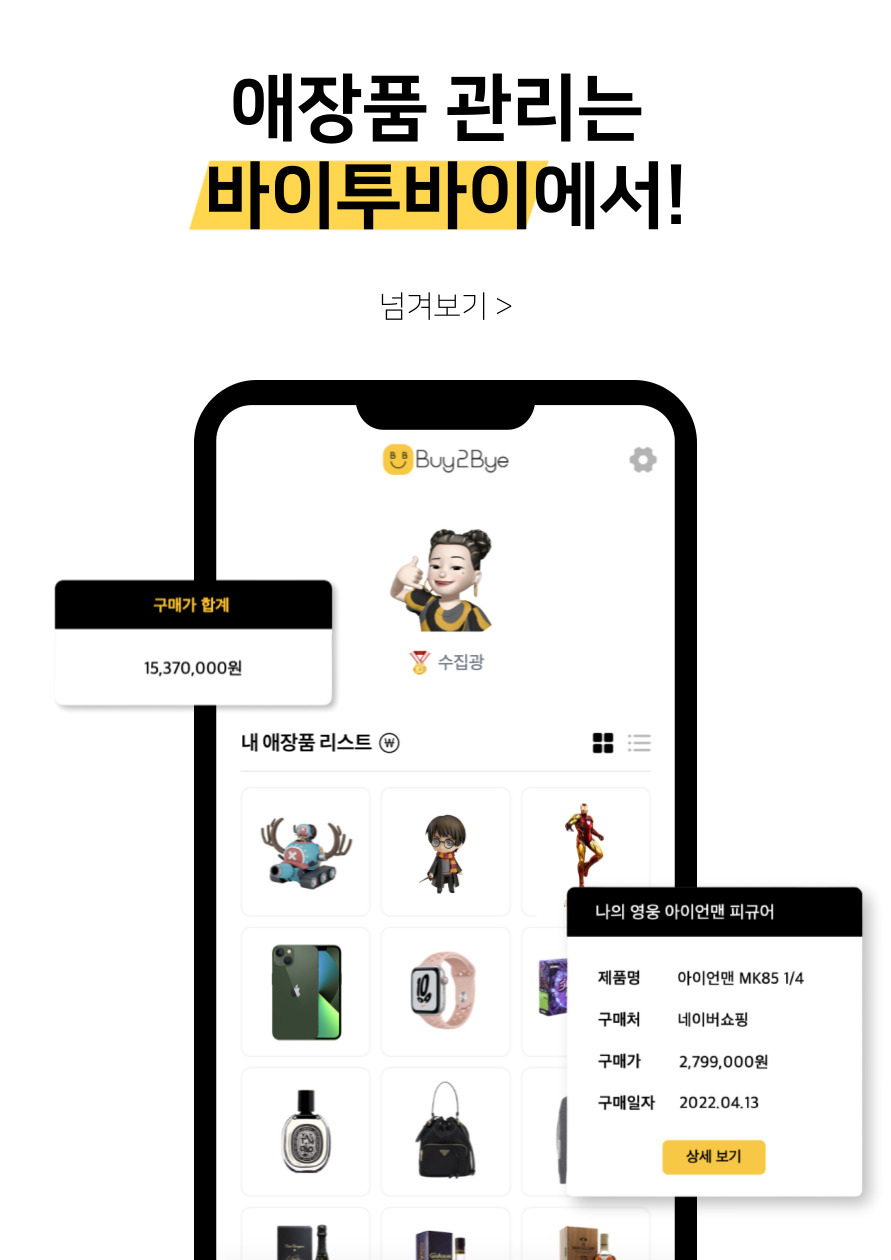 애장품 관리는
바이투바이에서!
넘겨보기 >
B B Buy2Bye
구매가 합계
15,370,000원
수집광
내 애장품 리스트 ₩
나의 영웅 아이언맨 피규어
제품명 아이언맨 MK85 1/4
구매처 네이버쇼핑
구매가 2,799,000원
구매일자 2022.04.13
상세 보기